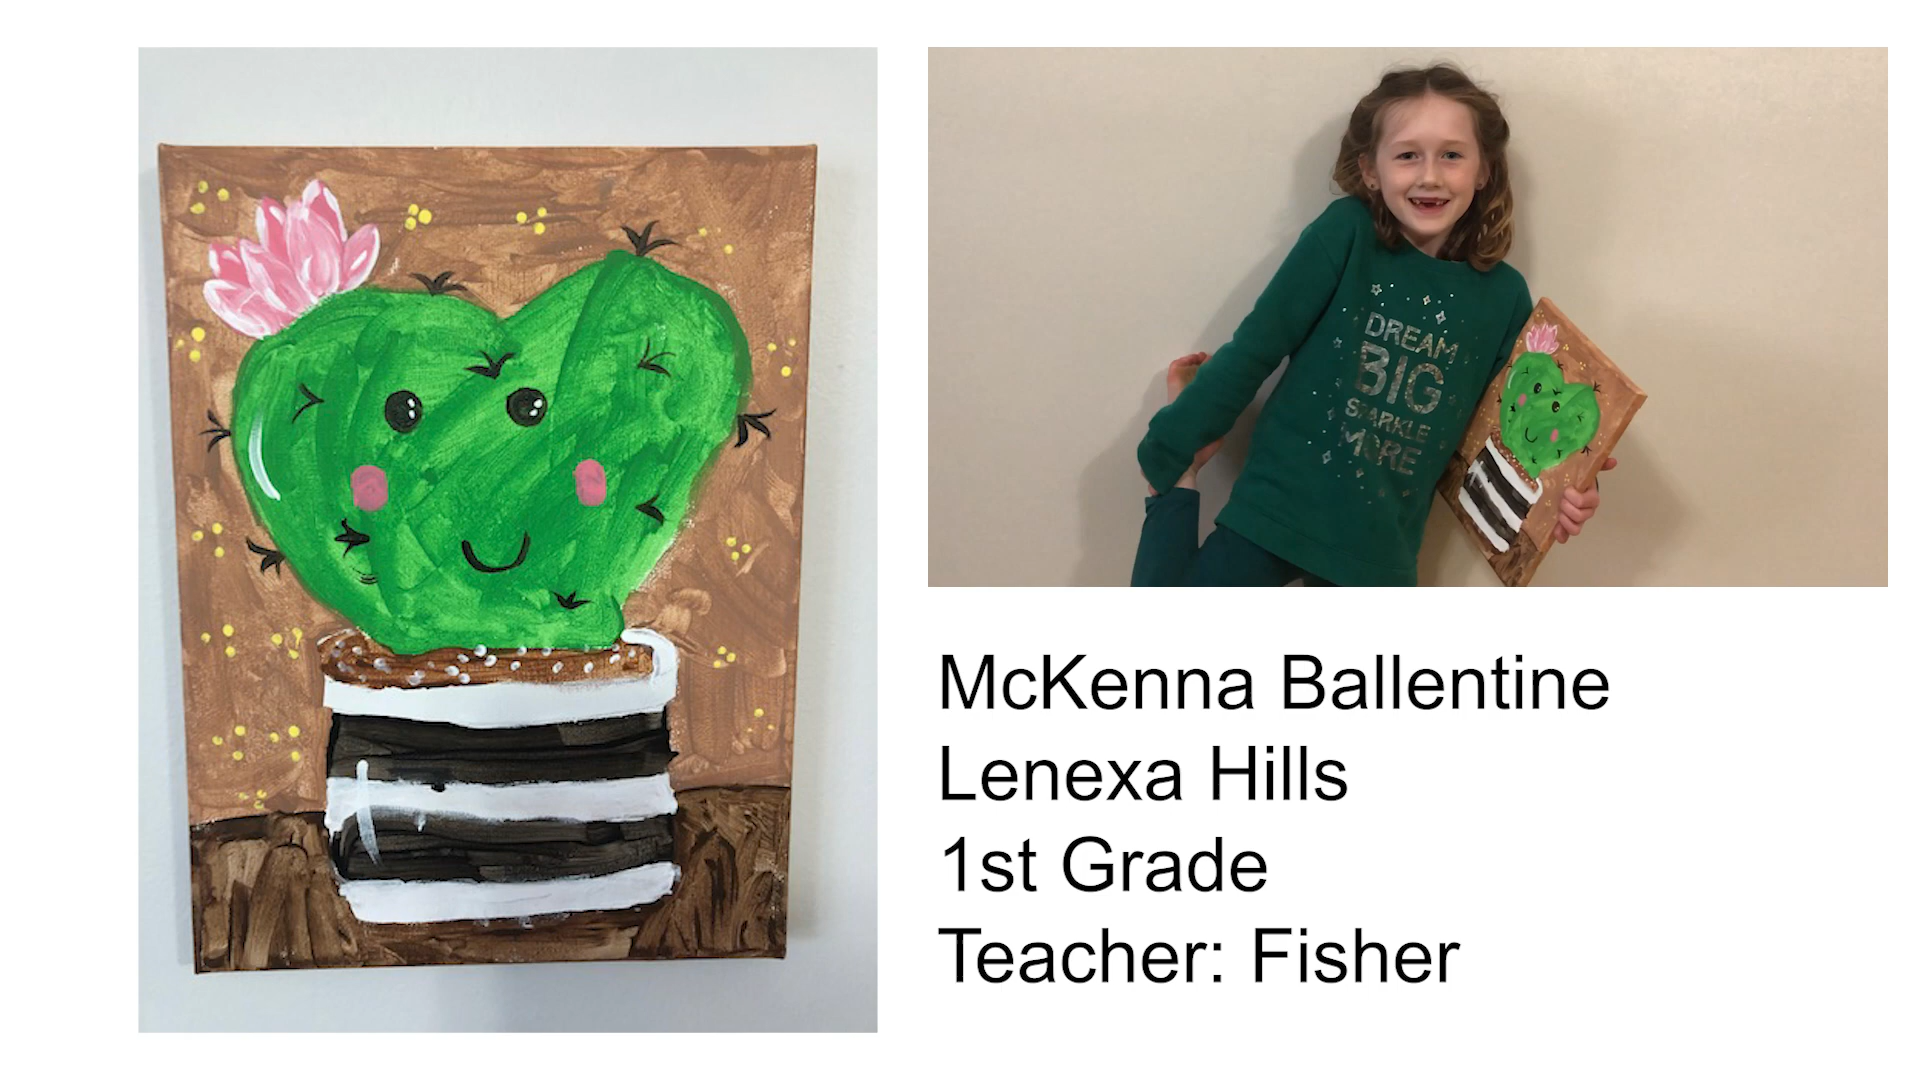 DREAM
BIG
SPARKLE
MORE
McKenna Ballentine
Lenexa Hills
1st Grade
Teacher: Fisher